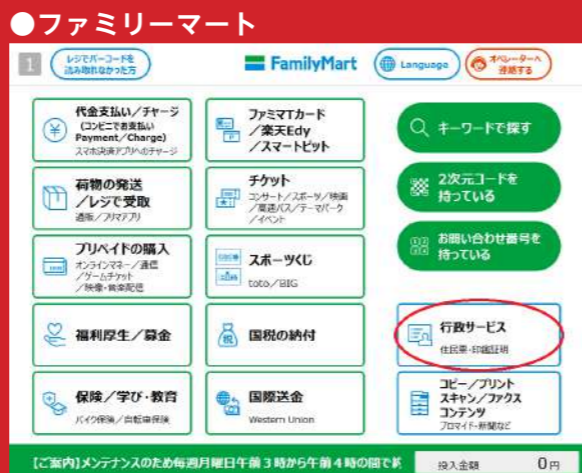 ●ファミリーマート
1
レジでバーコードを
読み取れなかった方
FamilyMart
Language
オペレーターへ
連絡する
代金支払い/チャージ
(コンビニでお支払い
Payment/Charge)
スマホ決済アプリへのチャージ
ファミマTカード
/楽天Edy
/スマートピット
キーワードで探す
荷物の発送
/レジで受取
通販/フリマアプリ
チケット
コンサート/スポーツ/映画
/高速バス/テーマパーク
/イベント
2次元コードを
持っている
プリペイドの購入
オンラインマネー/通信
/ゲームチケット
/映像・音楽配信
スポーツくじ
toto/BIG
お問い合わせ番号を
持っている
福利厚生/募金
国税の納付
行政サービス
住民票・印鑑証明
保険/学び・教育
バイク保険/自転車保険
国際送金
Western Union
コピー/プリント
スキャン/ファクス
コンテンツ
ブロマイド・新聞など
【ご案内】メンテナンスのため毎週月曜日午前3時から午前4時の間で
投入金額 0円